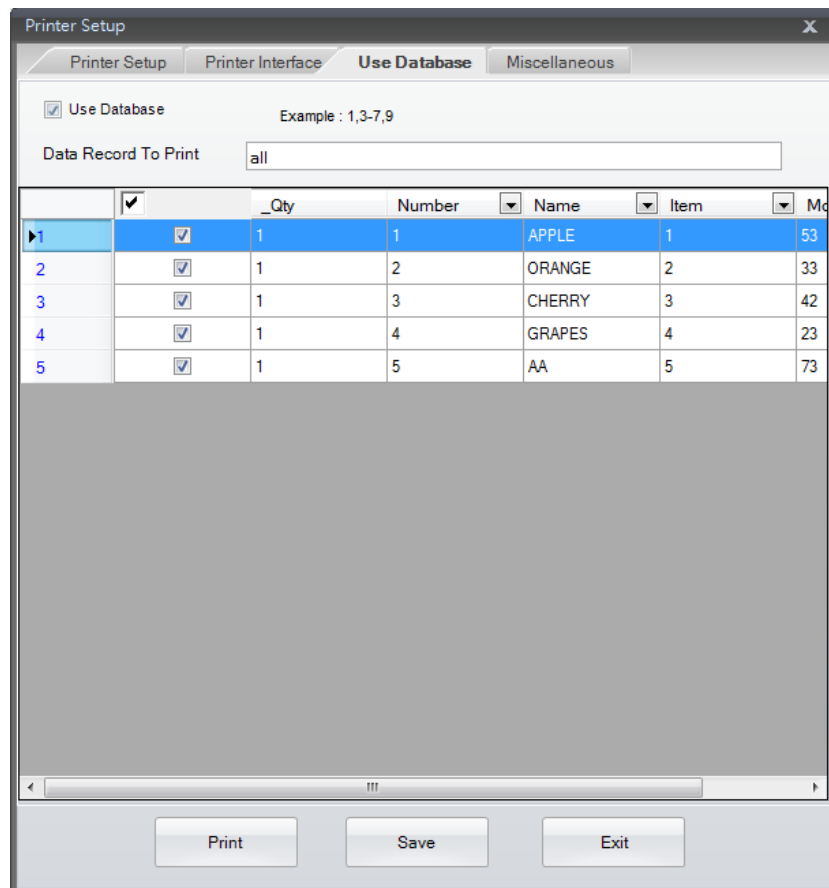 Printer Setup x
Printer Setup Printer Interface Use Database Miscellaneous
Use Database Example : 1,3-7,9
Data Record To Print all
_Qty Number Name Item Mo
1 1 1 APPLE 1 53
2 1 2 ORANGE 2 33
3 1 3 CHERRY 3 42
4 1 4 GRAPES 4 23
5 1 5 AA 5 73
Print Save Exit